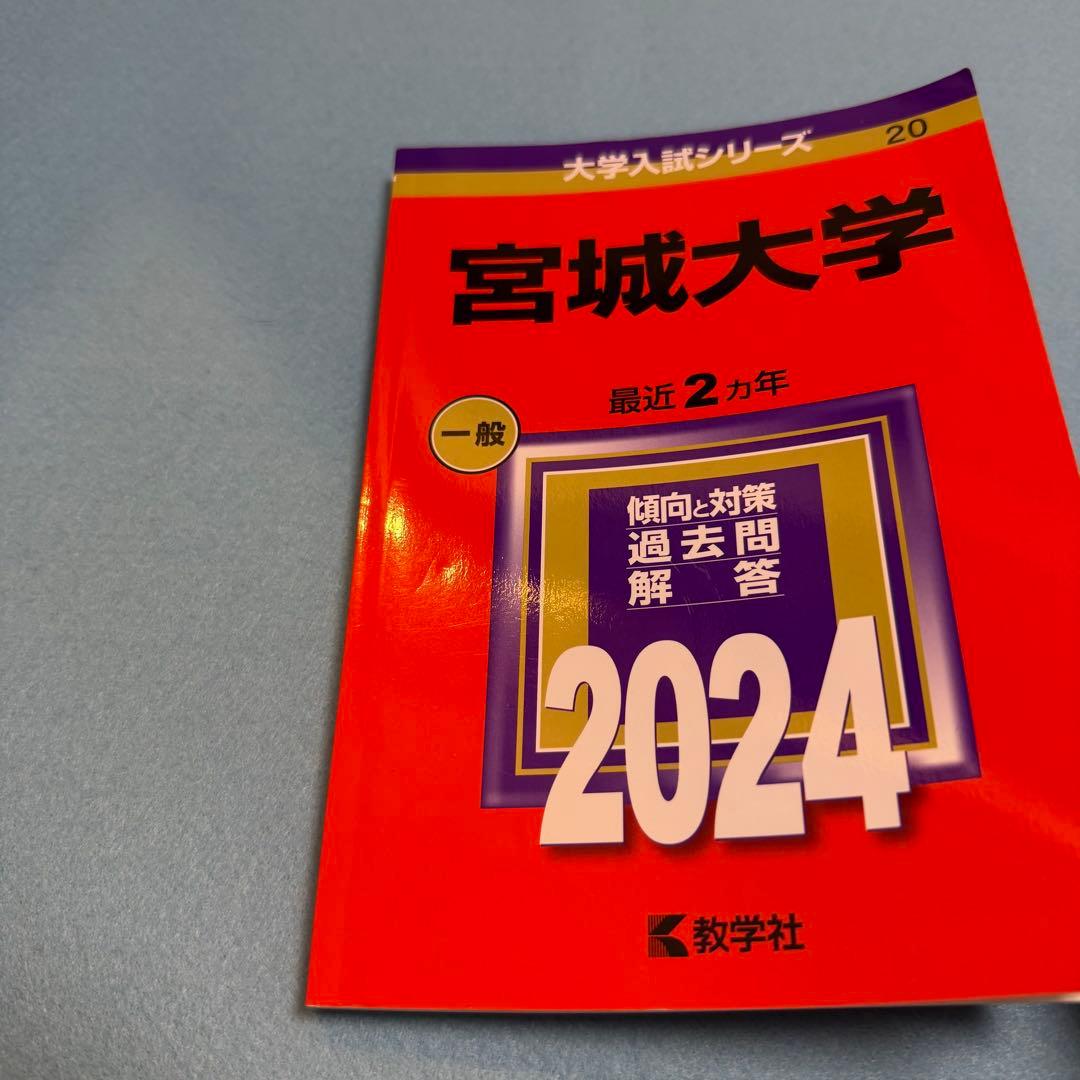 大学入試シリーズ
20
宮城大学
最近2カ年
一般
傾向と対策
過去問
解答
2024
教学社